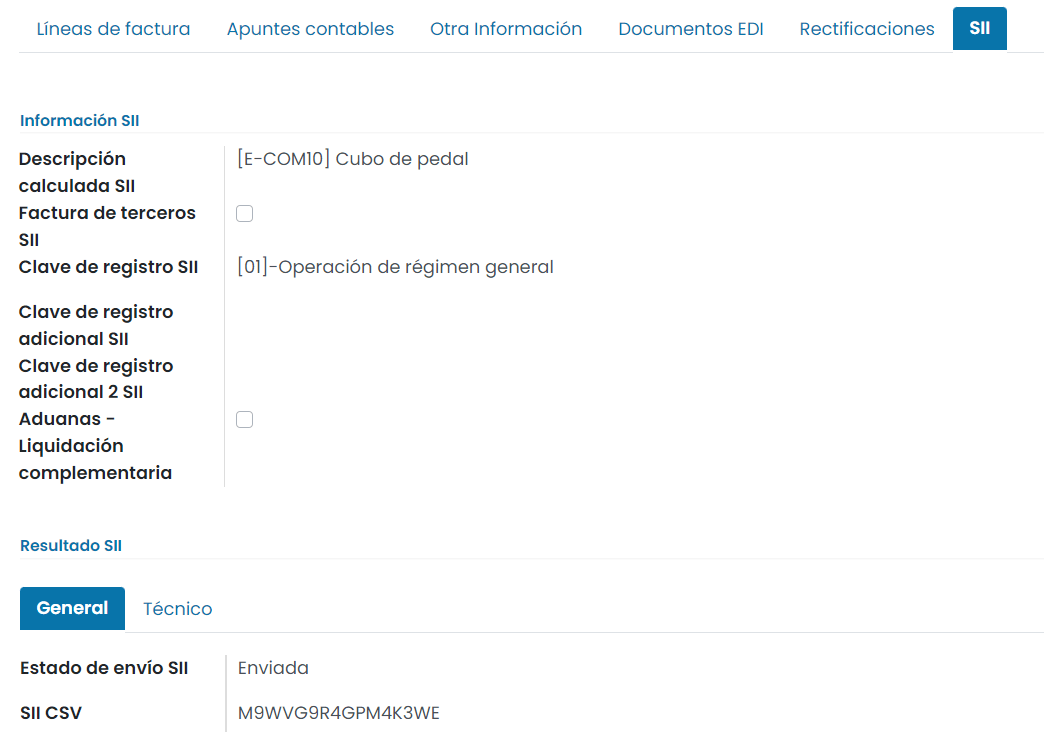 Líneas de factura Apuntes contables Otra Información Documentos EDI Rectificaciones SII
Información SII
Descripción
calculada SII
[E-COM10] Cubo de pedal
Factura de terceros
SII
Clave de registro SII
[01]-Operación de régimen general
Clave de registro
adicional SII
Clave de registro
adicional 2 SII
Aduanas -
Liquidación
complementaria
Resultado SII
General Técnico
Estado de envío SII Enviada
SII CSV M9WVG9R4GPM4K3WE